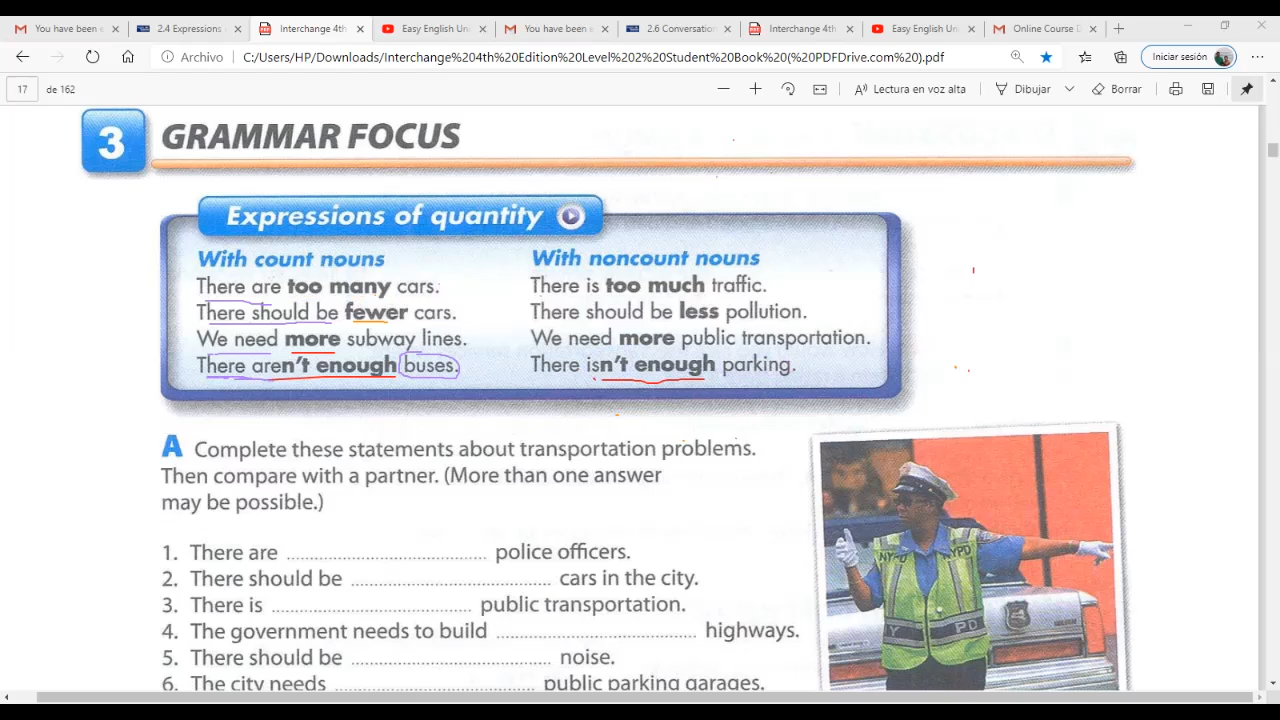 You have been e
2.4 Expressions
Interchange 4th
Easy English Un
You have been e
2.6 Conversation
Interchange 4th
Easy English Un
Online Course D
Archivo
C:/Users/HP/Downloads/Interchange%204th%20Edition%20Level%202%20Student%20Book%20(%20PDFDrive.com%20).pdf
Iniciar sesión
17 de 162
Lectura en voz alta
Dibujar
Borrar
3 GRAMMAR FOCUS
Expressions of quantity
With count nouns
There are too many cars.
There should be fewer cars.
We need more subway lines.
There aren't enough buses.
With noncount nouns
There is too much traffic.
There should be less pollution.
We need more public transportation.
There isn't enough parking.
A Complete these statements about transportation problems.
Then compare with a partner. (More than one answer
may be possible.)
1. There are ........................ police officers.
2. There should be ........................ cars in the city.
3. There is ........................ public transportation.
4. The government needs to build ........................ highways.
5. There should be ........................ noise.
6. The city needs ........................ public parking garages.
NYPD NYPD
Y PD